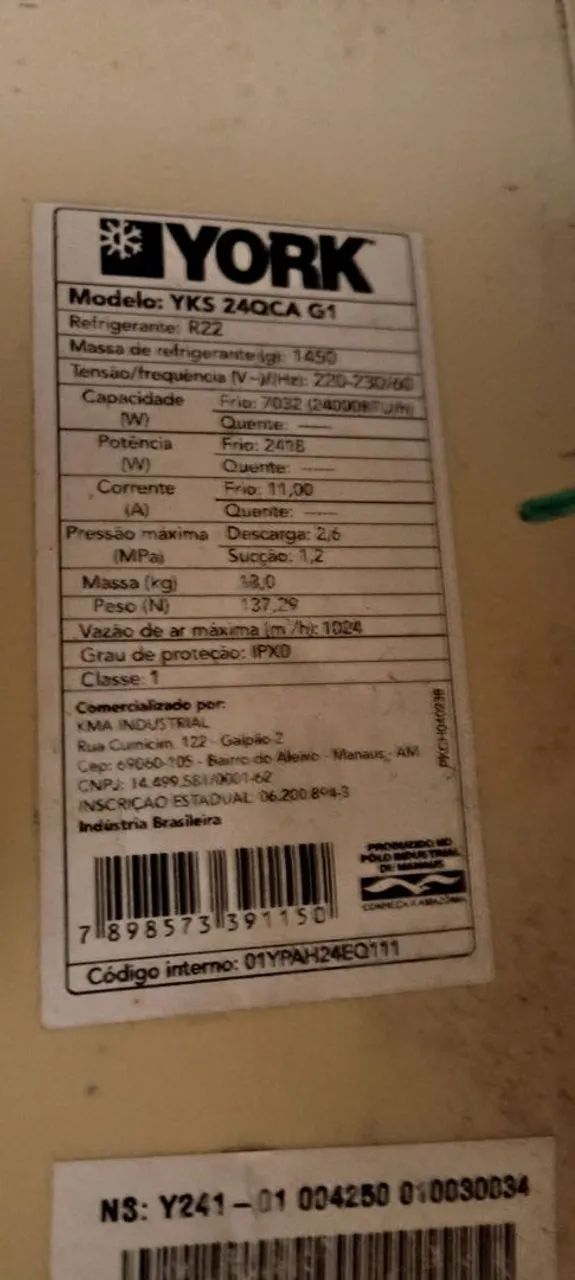 YORK
Modelo: YKS 24QCA G1
Refrigerante: R22
Massa de refrigerante (g): 1450
Tensão/frequência (V~)/(Hz): 220-230/60
Capacidade (W) Frio: 7032 (24000BTU/h)
Quente: -----
Potência (W) Frio: 2418
Quente: -----
Corrente (A) Frio: 11,00
Quente: -----
Pressão máxima (MPa) Descarga: 2,6
Sucção: 1,2
Massa (kg)
Peso (N) 137,29
Vazão de ar máxima (m³/h): 1024
Grau de proteção: IPX0
Classe: 1
Comercializado por:
KMA INDUSTRIAL
Rua 122 - Galpão 2
Cep: 69060-105 - Bairro do Aleixo - Manaus - AM
CNPJ: 14.499.581/0001-62
INSCRIÇÃO ESTADUAL: 06.200.894-3
Indústria Brasileira
PRODUZIDO NO
PÓLO INDUSTRIAL
DE MANAUS
CONHEÇA A AMAZÔNIA
7 898573 391150
Código interno: 01YPAH24EQ111
NS: Y241-01 004250 010030034